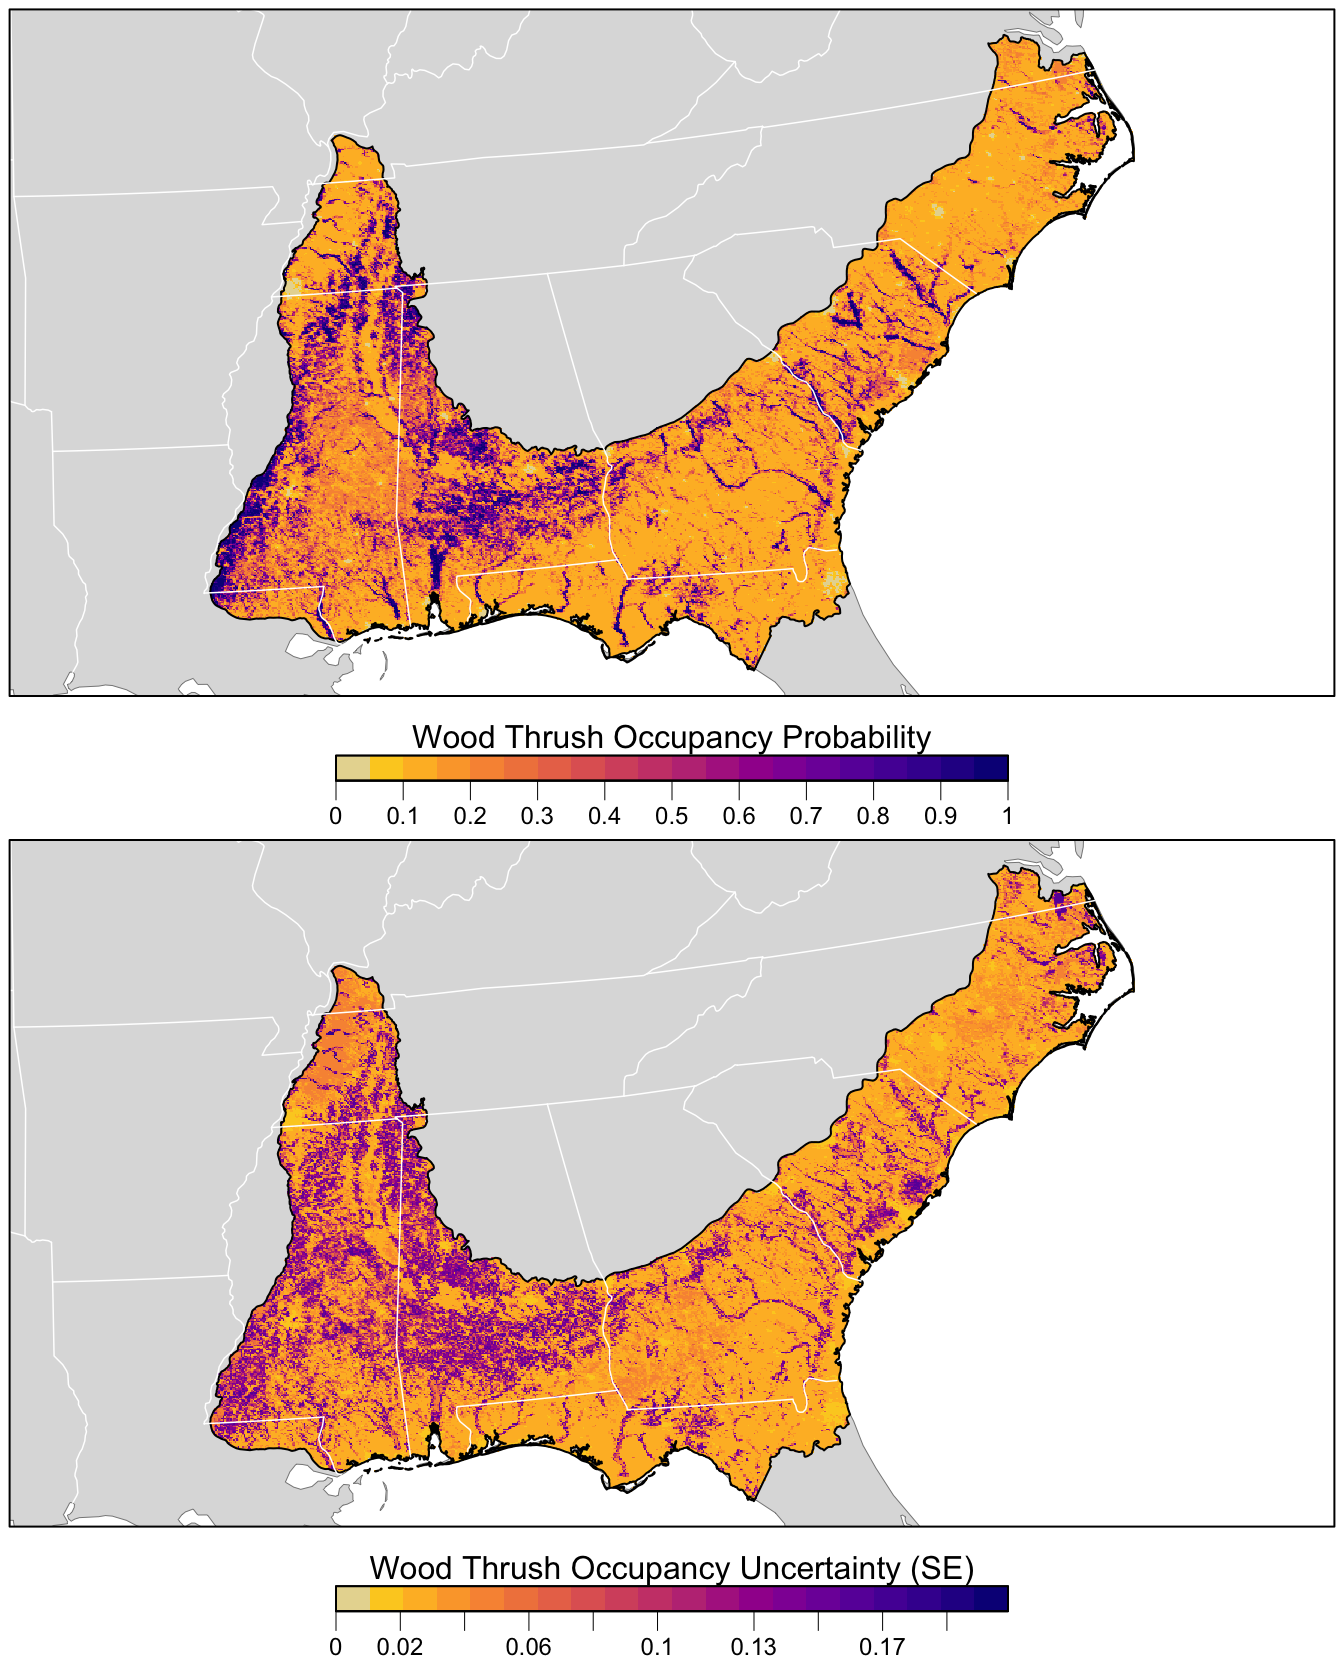 Wood Thrush Occupancy Probability
0 0.1 0.2 0.3 0.4 0.5 0.6 0.7 0.8 0.9 1
Wood Thrush Occupancy Uncertainty (SE)
0 0.02 0.06 0.1 0.13 0.17